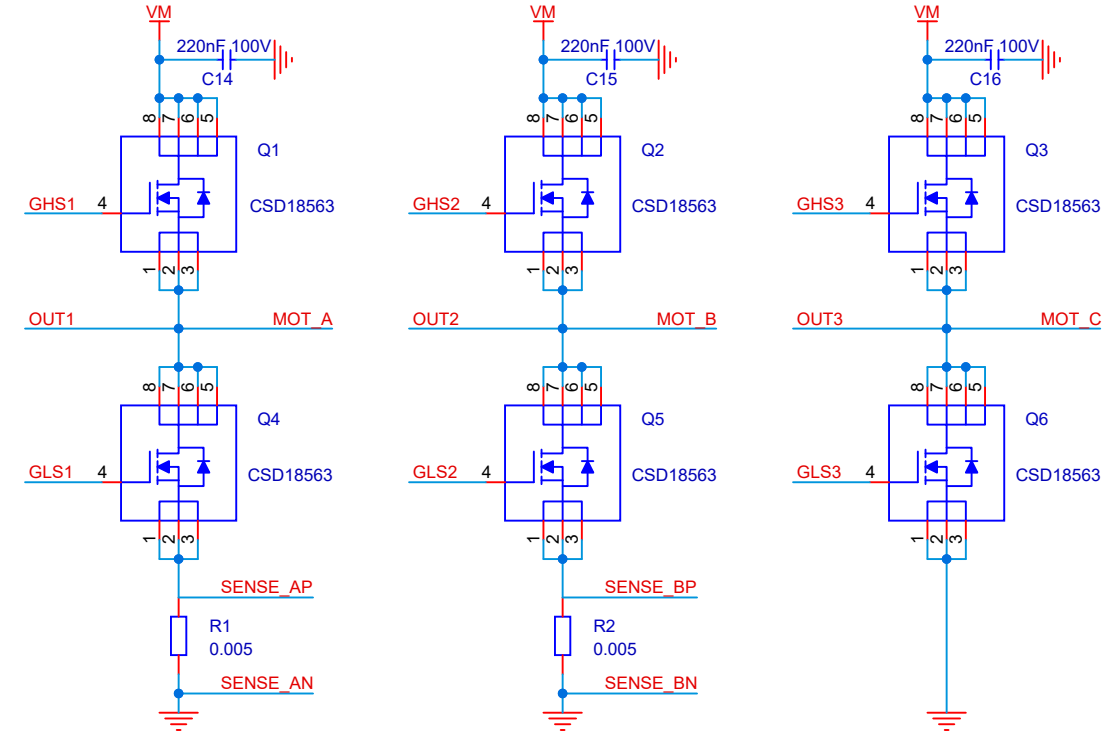 VM VM VM
220nF 100V 220nF 100V 220nF 100V
C14 C15 C16
8 7 6 5 8 7 6 5 8 7 6 5
Q1 Q2 Q3
GHS1 4 CSD18563 GHS2 4 CSD18563 GHS3 4 CSD18563
1 2 3 1 2 3 1 2 3
OUT1 MOT_A OUT2 MOT_B OUT3 MOT_C
8 7 6 5 8 7 6 5 8 7 6 5
Q4 Q5 Q6
GLS1 4 CSD18563 GLS2 4 CSD18563 GLS3 4 CSD18563
1 2 3 1 2 3 1 2 3
SENSE_AP SENSE_BP
R1 R2
0.005 0.005
SENSE_AN SENSE_BN